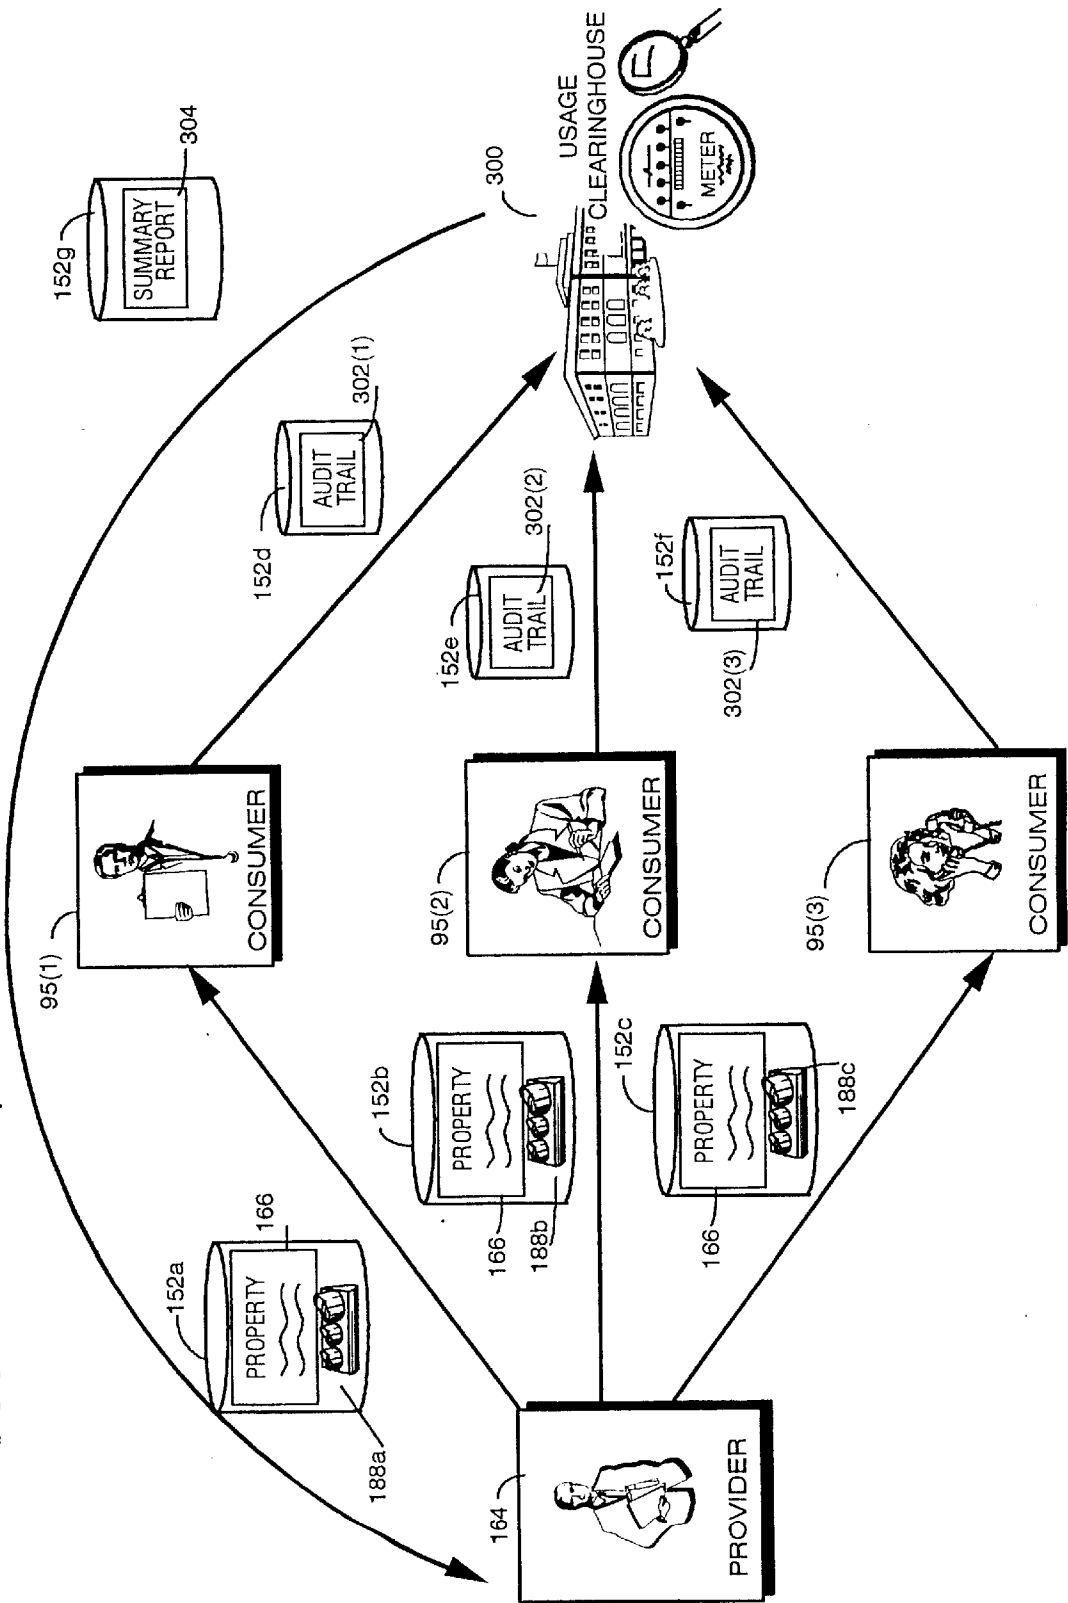 152g
SUMMARY
REPORT
304
300
USAGE
CLEARINGHOUSE
METER
152d
AUDIT
TRAIL
302(1)
152e
AUDIT
TRAIL
302(2)
152f
AUDIT
TRAIL
302(3)
95(1)
CONSUMER
95(2)
CONSUMER
95(3)
CONSUMER
152a
PROPERTY
166
188a
152b
PROPERTY
166
188b
152c
PROPERTY
166
188c
164
PROVIDER